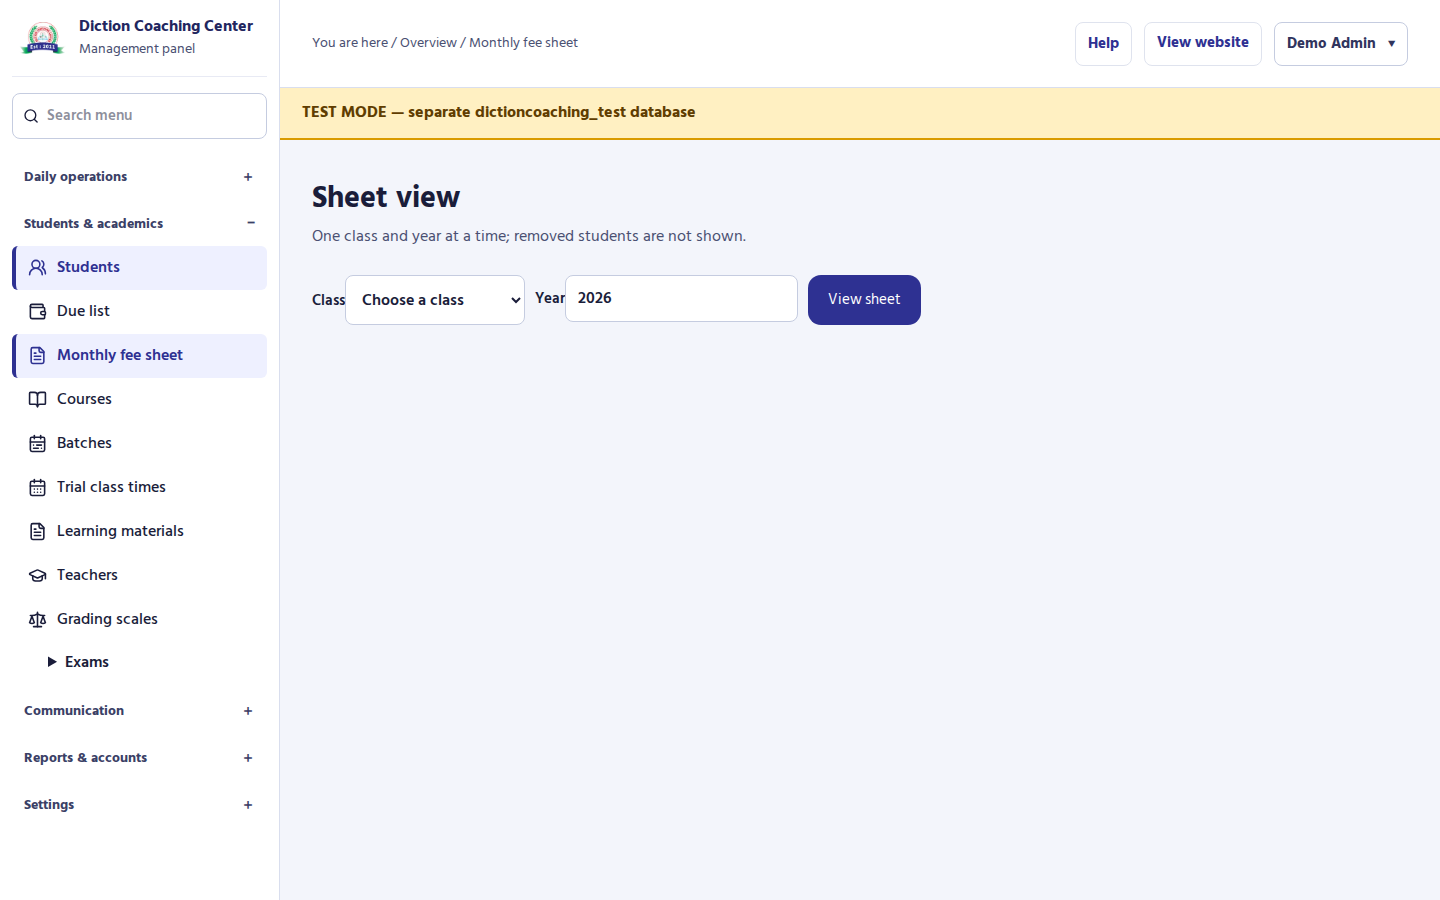 Est : 2011
Diction Coaching Center
Management panel
Search menu
Daily operations +
Students & academics −
Students
Due list
Monthly fee sheet
Courses
Batches
Trial class times
Learning materials
Teachers
Grading scales
Exams
Communication +
Reports & accounts +
Settings +
You are here / Overview / Monthly fee sheet
Help
View website
Demo Admin
TEST MODE — separate dictioncoaching_test database
Sheet view
One class and year at a time; removed students are not shown.
Class Choose a class Year 2026 View sheet